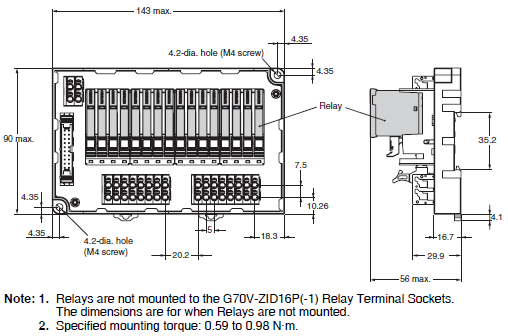 143 max.
4.35
4.2-dia. hole (M4 screw)
4.35
Relay
90 max.
35.2
7.5
4.35
10.26
4.1
4.35
4.2-dia. hole
(M4 screw)
5
18.3
16.7
20.2
29.9
56 max.
Note: 1. Relays are not mounted to the G70V-ZID16P(-1) Relay Terminal Sockets.
The dimensions are for when Relays are not mounted.
2. Specified mounting torque: 0.59 to 0.98 N·m.